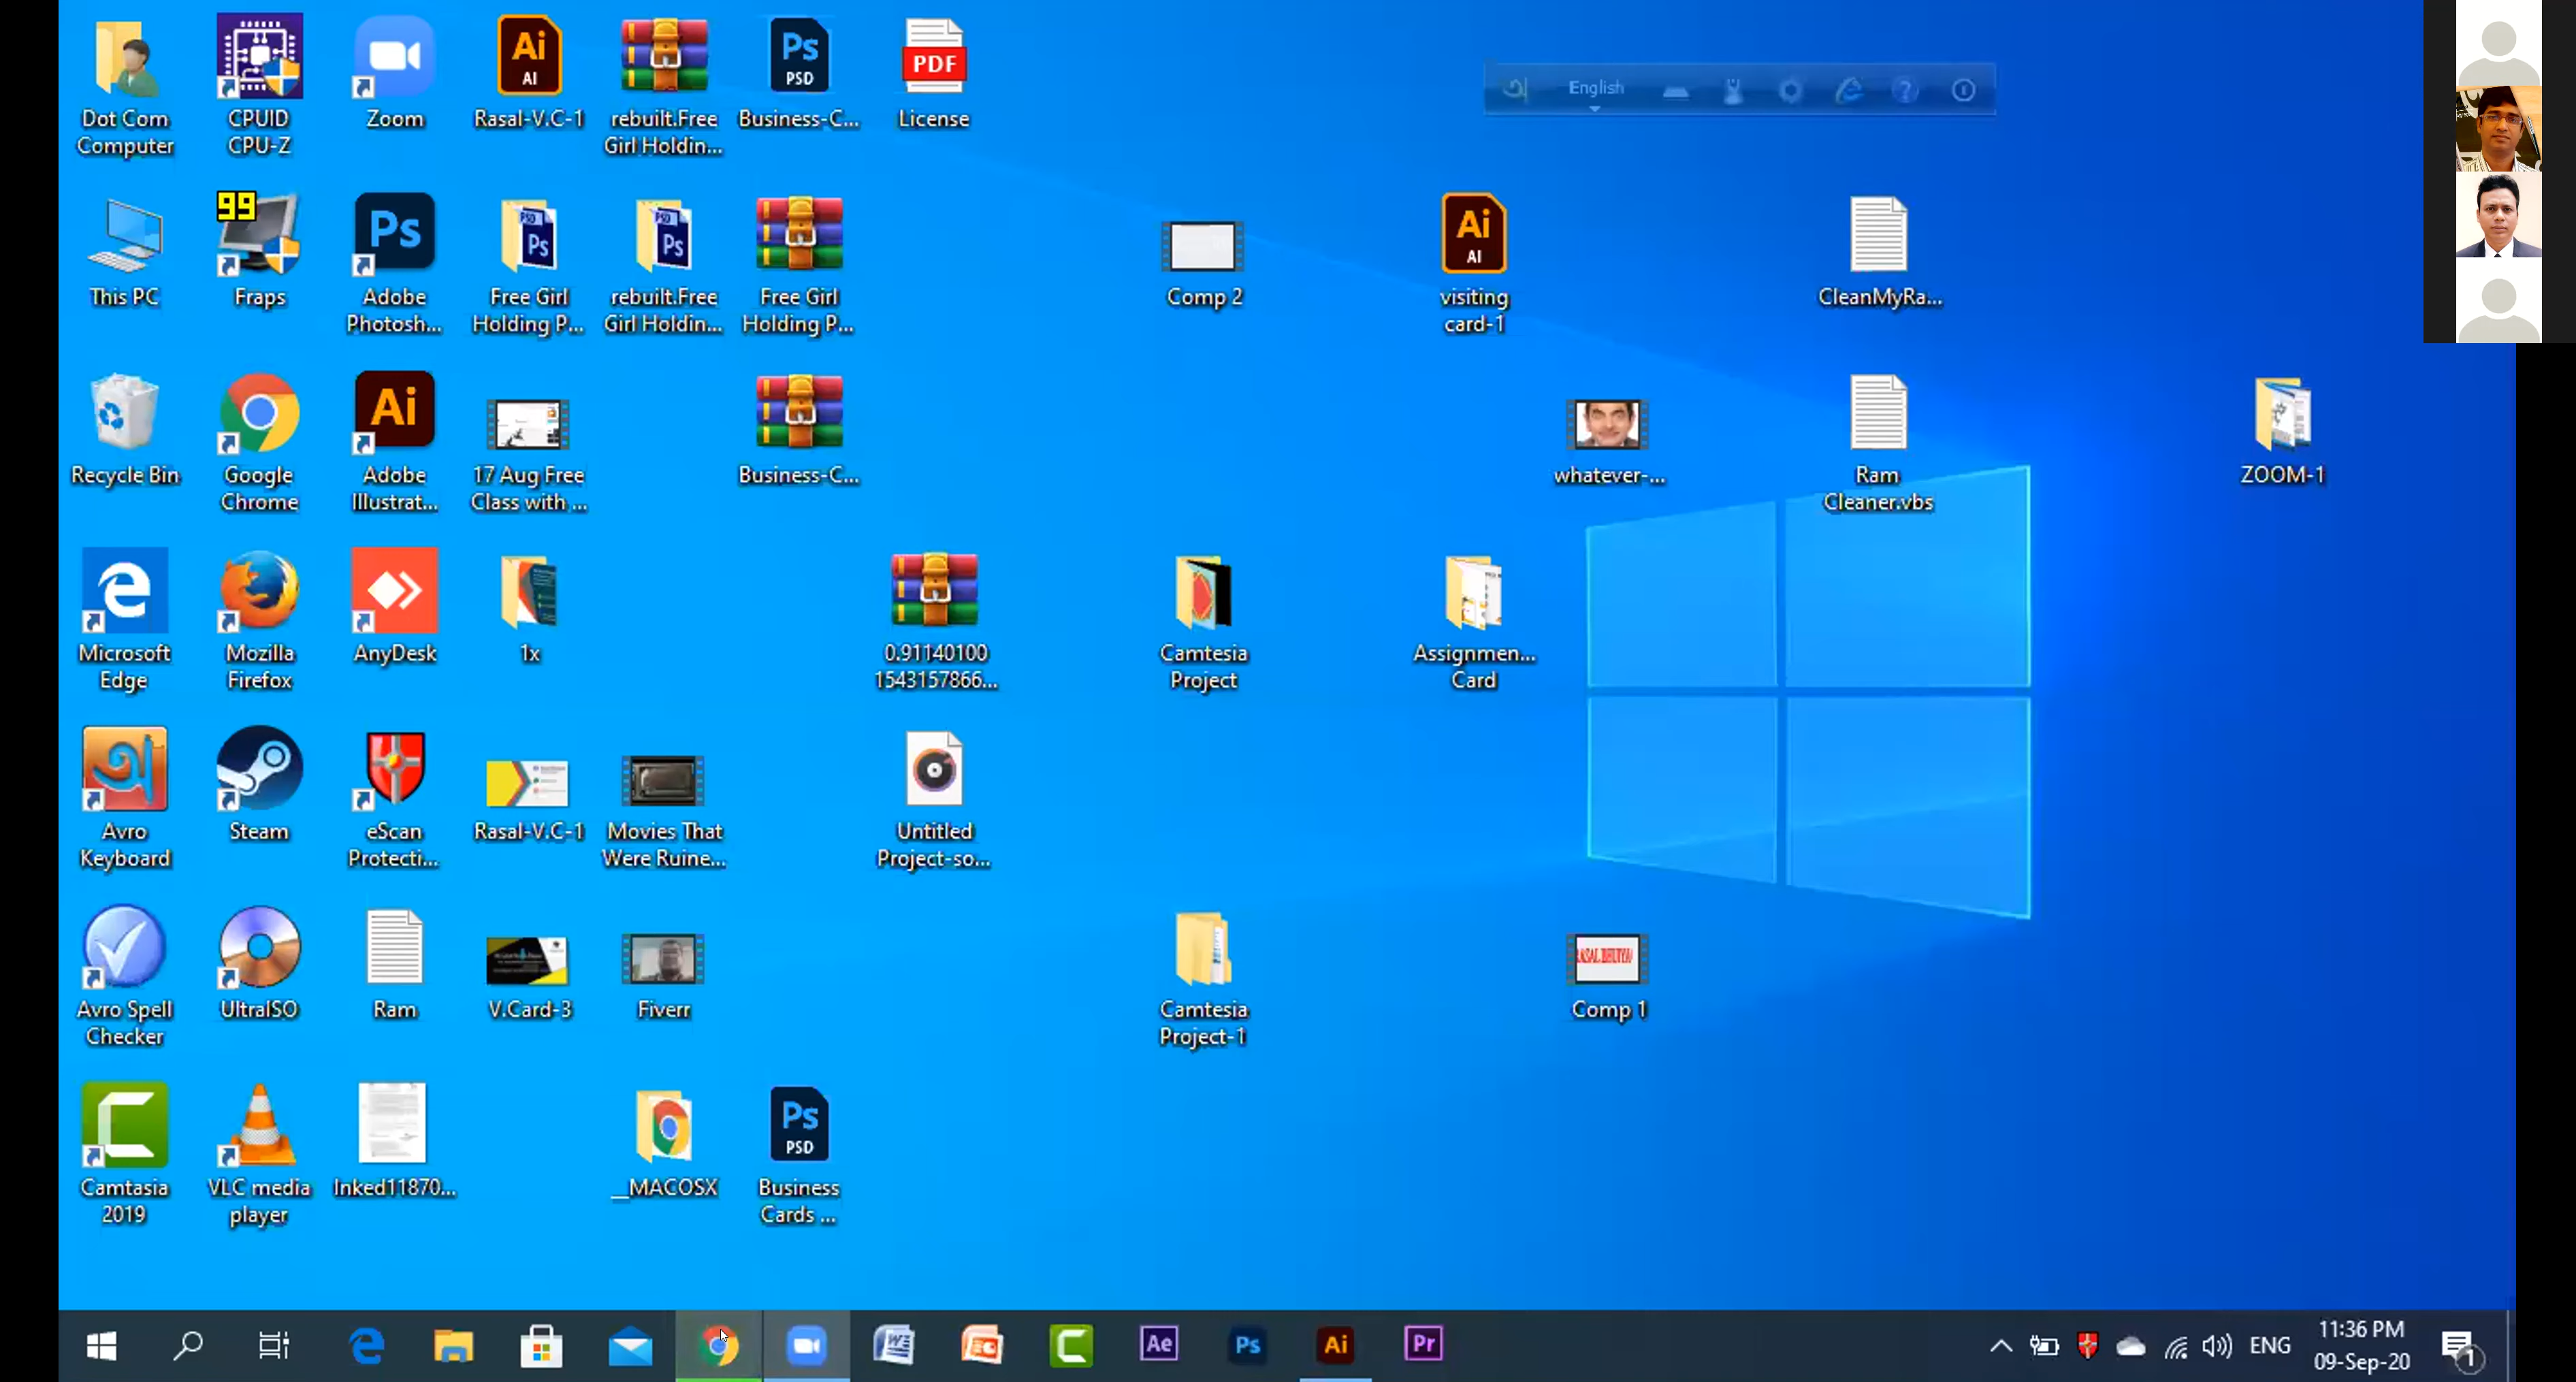 Dot Com
Computer
CPUID
CPU-Z
Zoom
Ai
AI
Rasal-V.C-1
rebuilt.Free
Girl Holdin...
Ps
PSD
Business-C...
PDF
License
English
This PC
99
Fraps
Ps
Adobe
Photosh...
PSD
Ps
Free Girl
Holding P...
PSD
Ps
rebuilt.Free
Girl Holdin...
Free Girl
Holding P...
Comp 2
Ai
AI
visiting
card-1
CleanMyRa...
Recycle Bin
Google
Chrome
Ai
Adobe
Illustrat...
17 Aug Free
Class with ...
Business-C...
whatever-...
Ram
Cleaner.vbs
ZOOM-1
Microsoft
Edge
Mozilla
Firefox
AnyDesk
1x
0.91140100
1543157866...
Camtesia
Project
Assignmen...
Card
Avro
Keyboard
Steam
eScan
Protecti...
Rasal-V.C-1
Movies That
Were Ruine...
Untitled
Project-so...
Avro Spell
Checker
UltraISO
Ram
V.Card-3
Fiverr
Camtesia
Project-1
Comp 1
Camtasia
2019
VLC media
player
Inked11870...
__MACOSX
Ps
PSD
Business
Cards ...
Ae
Ps
Ai
Pr
ENG
11:36 PM
09-Sep-20
1